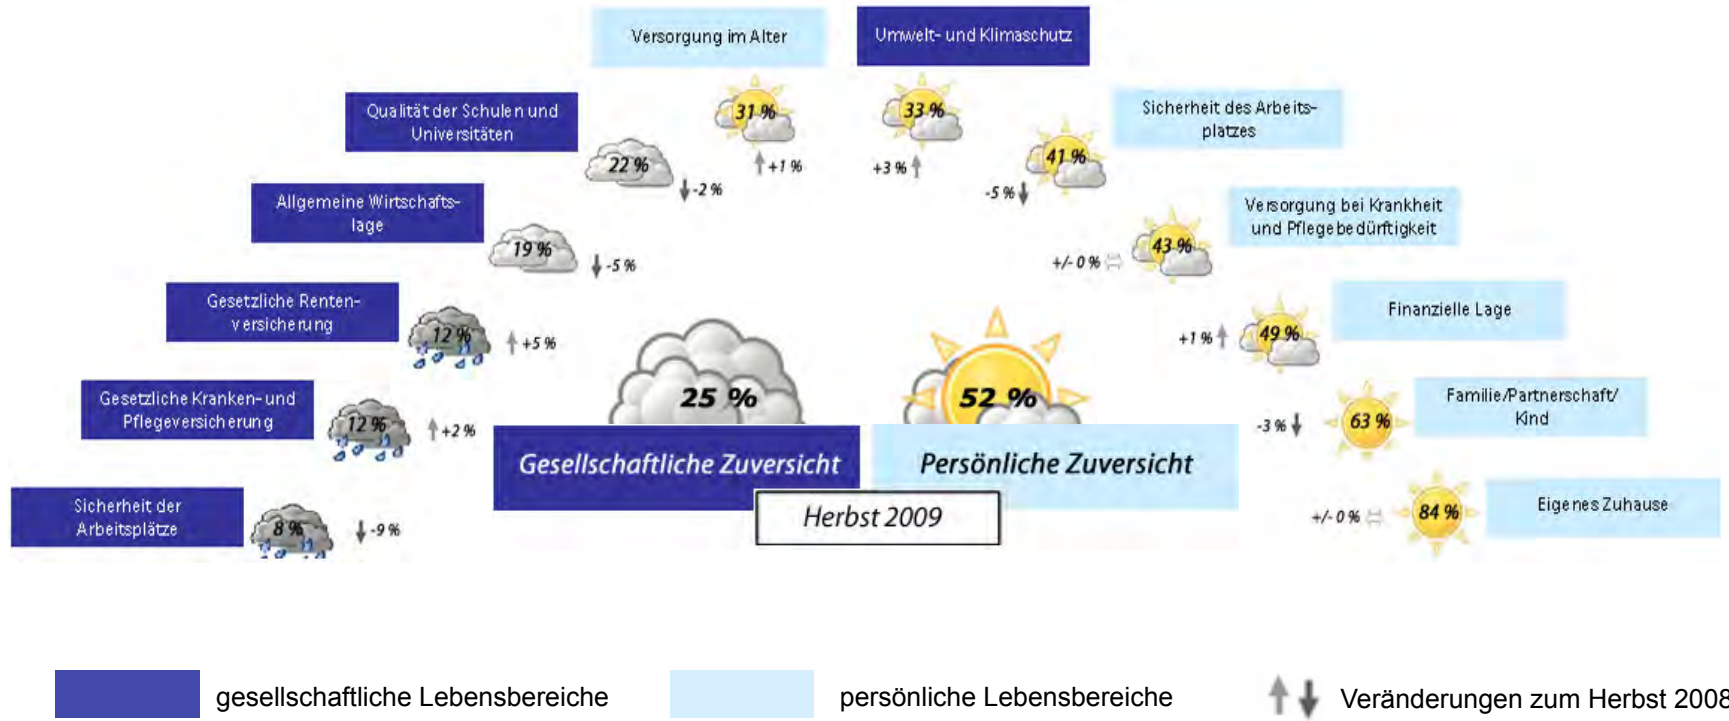 Versorgung im Alter
Umwelt- und Klimaschutz
31 %
+1 %
33 %
+3 %
Qualität der Schulen und
Universitäten
22 %
-2 %
Sicherheit des Arbeits-
platzes
41 %
-5 %
Allgemeine Wirtschafts-
lage
19 %
-5 %
Versorgung bei Krankheit
und Pflegebedürftigkeit
43 %
+/- 0 %
Gesetzliche Renten-
versicherung
12 %
+5 %
Finanzielle Lage
49 %
+1 %
Gesetzliche Kranken- und
Pflegeversicherung
12 %
+2 %
Familie/Partnerschaft/
Kind
63 %
-3 %
Sicherheit der
Arbeitsplätze
8 %
-9 %
Eigenes Zuhause
84 %
+/- 0 %
25 %
52 %
Gesellschaftliche Zuversicht
Persönliche Zuversicht
Herbst 2009
gesellschaftliche Lebensbereiche
persönliche Lebensbereiche
Veränderungen zum Herbst 2008